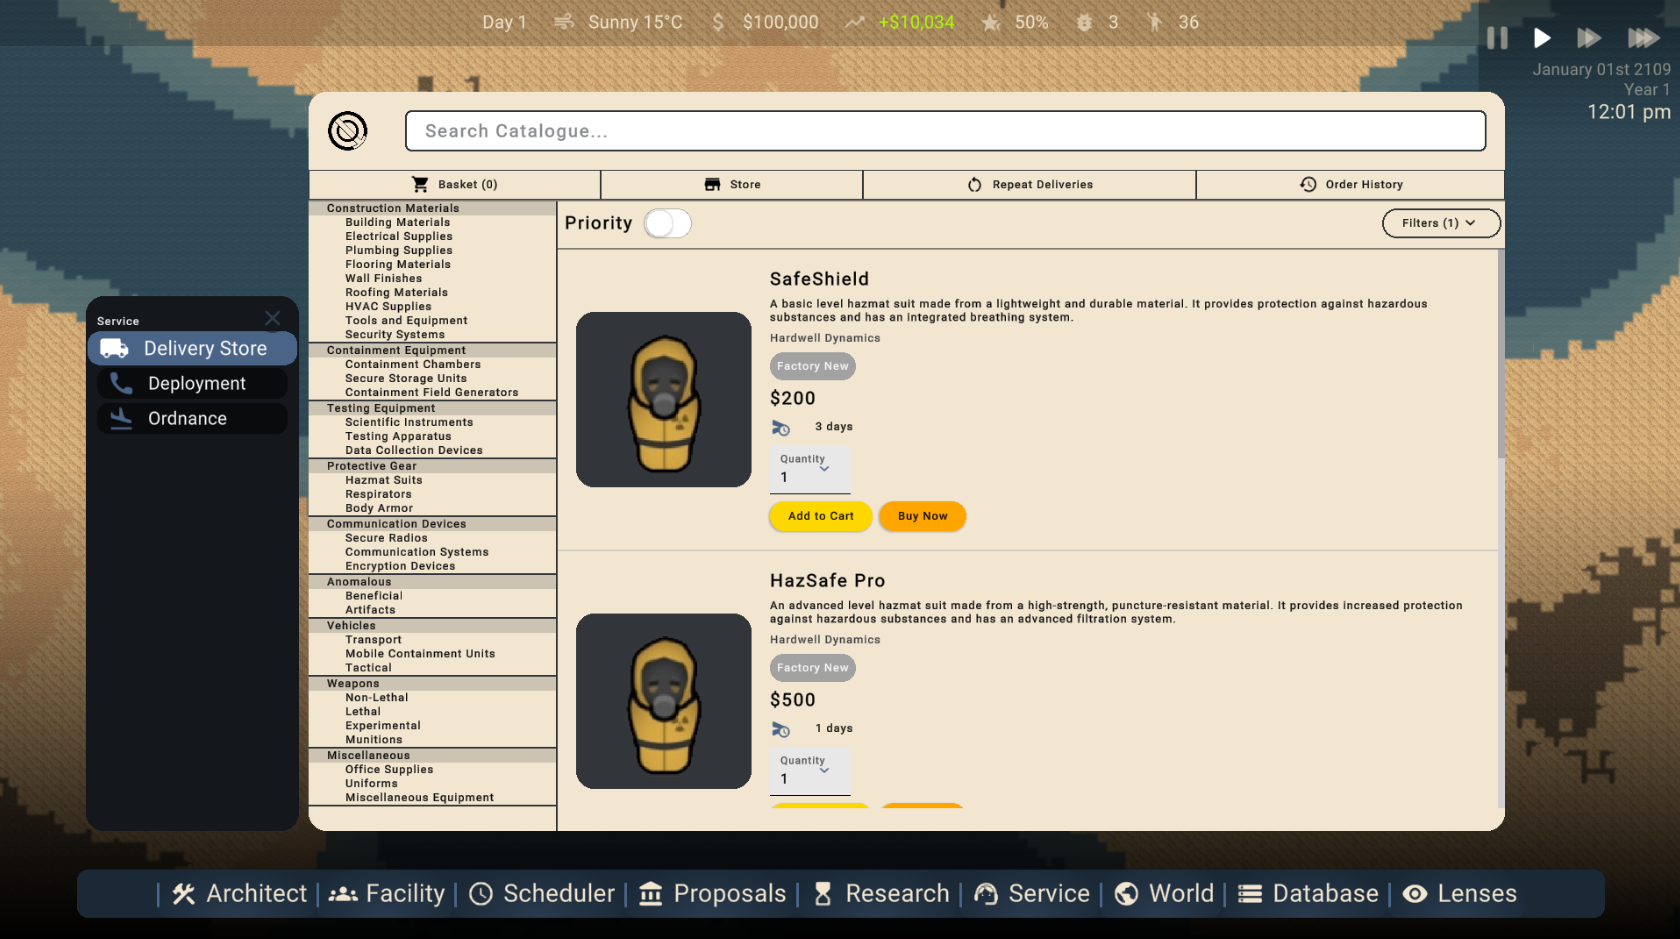 Day 1 Sunny 15°C $100,000 +$10,034 50% 3 36
January 01st 2109
Year 1
12:01 pm
Search Catalogue...
Basket (0) Store Repeat Deliveries Order History
Service
Delivery Store
Deployment
Ordnance
Construction Materials
Building Materials
Electrical Supplies
Plumbing Supplies
Flooring Materials
Wall Finishes
Roofing Materials
HVAC Supplies
Tools and Equipment
Security Systems
Containment Equipment
Containment Chambers
Secure Storage Units
Containment Field Generators
Testing Equipment
Scientific Instruments
Testing Apparatus
Data Collection Devices
Protective Gear
Hazmat Suits
Respirators
Body Armor
Communication Devices
Secure Radios
Communication Systems
Encryption Devices
Anomalous
Beneficial
Artifacts
Vehicles
Transport
Mobile Containment Units
Tactical
Weapons
Non-Lethal
Lethal
Experimental
Munitions
Miscellaneous
Office Supplies
Uniforms
Miscellaneous Equipment
Priority
Filters (1)
SafeShield
A basic level hazmat suit made from a lightweight and durable material. It provides protection against hazardous
substances and has an integrated breathing system.
Hardwell Dynamics
Factory New
$200
3 days
Quantity
1
Add to Cart Buy Now
HazSafe Pro
An advanced level hazmat suit made from a high-strength, puncture-resistant material. It provides increased protection
against hazardous substances and has an advanced filtration system.
Hardwell Dynamics
Factory New
$500
1 days
Quantity
1
Architect Facility Scheduler Proposals Research Service World Database Lenses